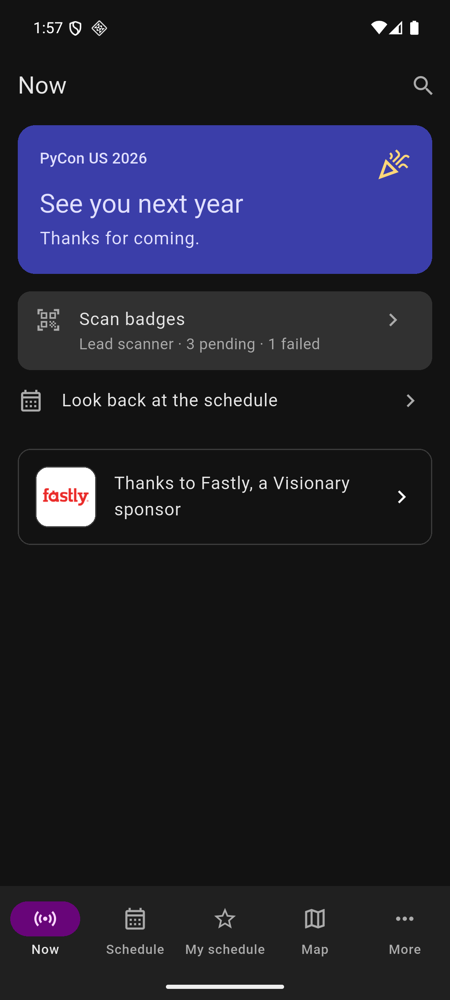 1:57
Now
PyCon US 2026
See you next year
Thanks for coming.
Scan badges
Lead scanner · 3 pending · 1 failed
Look back at the schedule
fastly
Thanks to Fastly, a Visionary
sponsor
Now
Schedule
My schedule
Map
More